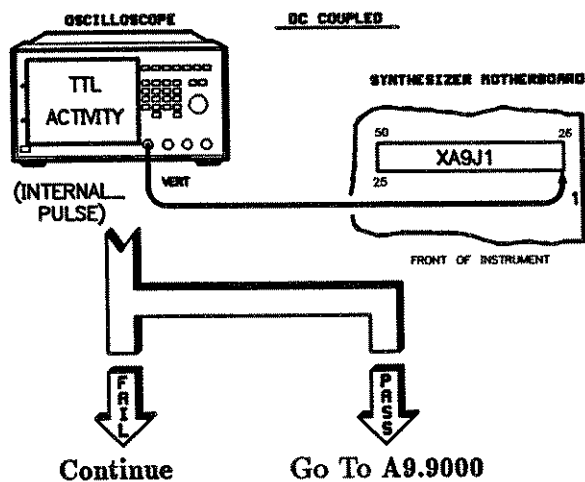 OSCILLOSCOPE
DC COUPLED
TTL
ACTIVITY
SYNTHESIZER MOTHERBOARD
50
26
XA9J1
25
1
VERT
(INTERNAL
PULSE)
FRONT OF INSTRUMENT
FAIL
PASS
Continue
Go To A9.9000